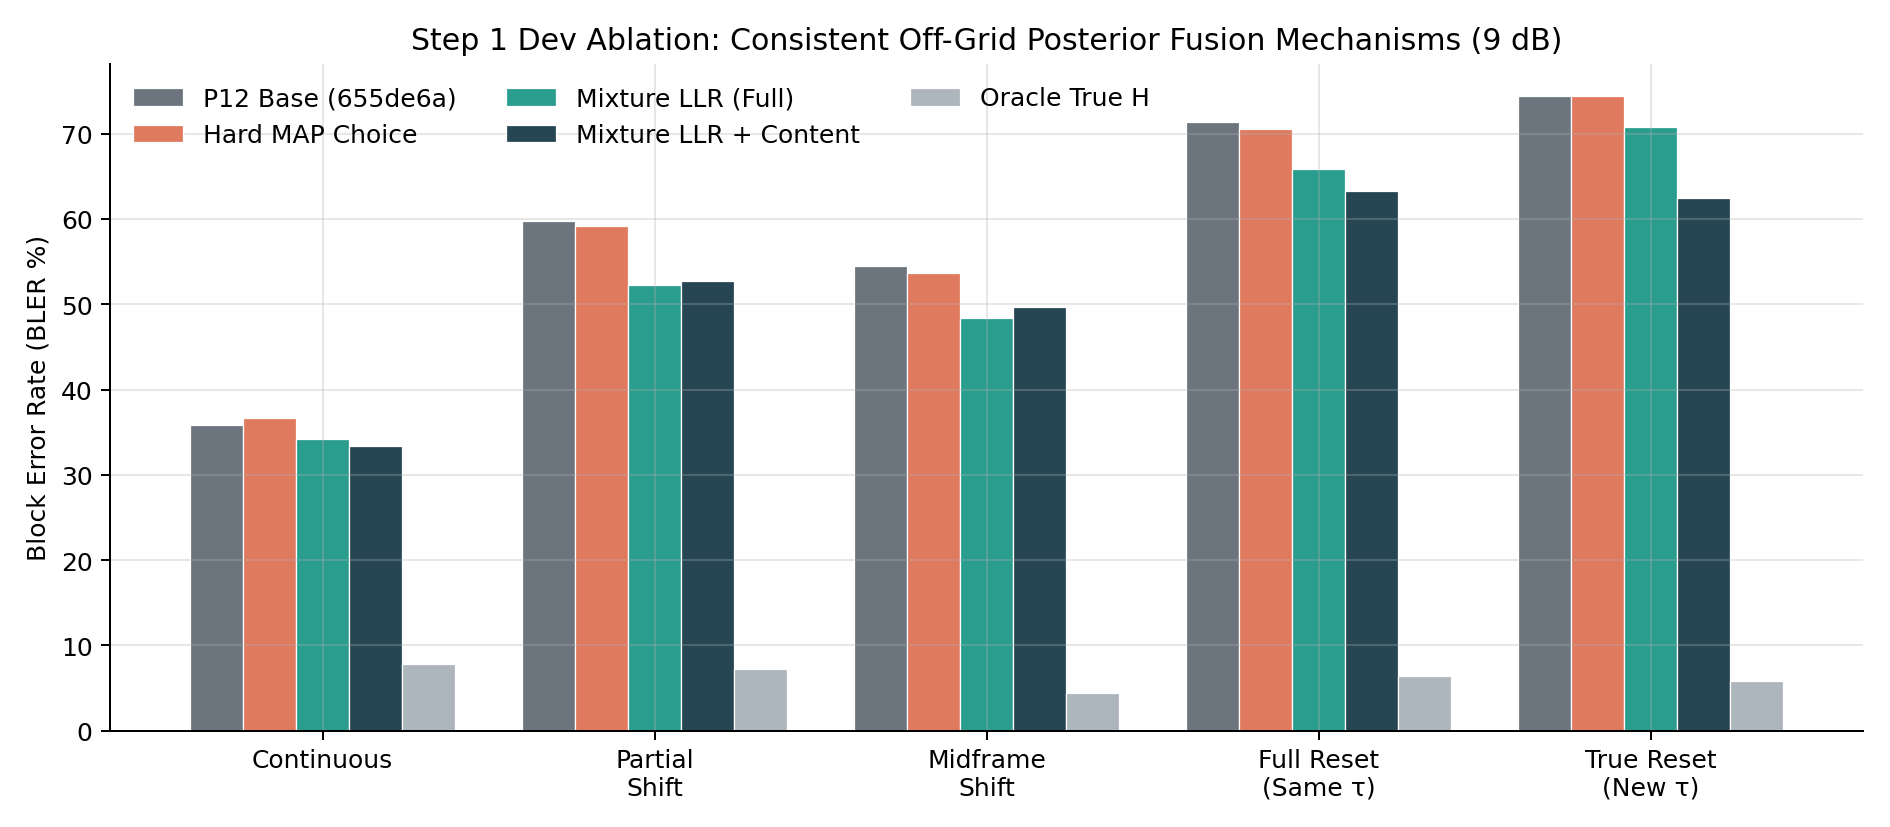 Step 1 Dev Ablation: Consistent Off-Grid Posterior Fusion Mechanisms (9 dB)
P12 Base (655de6a)
Hard MAP Choice
Mixture LLR (Full)
Mixture LLR + Content
Oracle True H
Block Error Rate (BLER %)
70
60
50
40
30
20
10
0
Continuous
Partial
Shift
Midframe
Shift
Full Reset
(Same τ)
True Reset
(New τ)